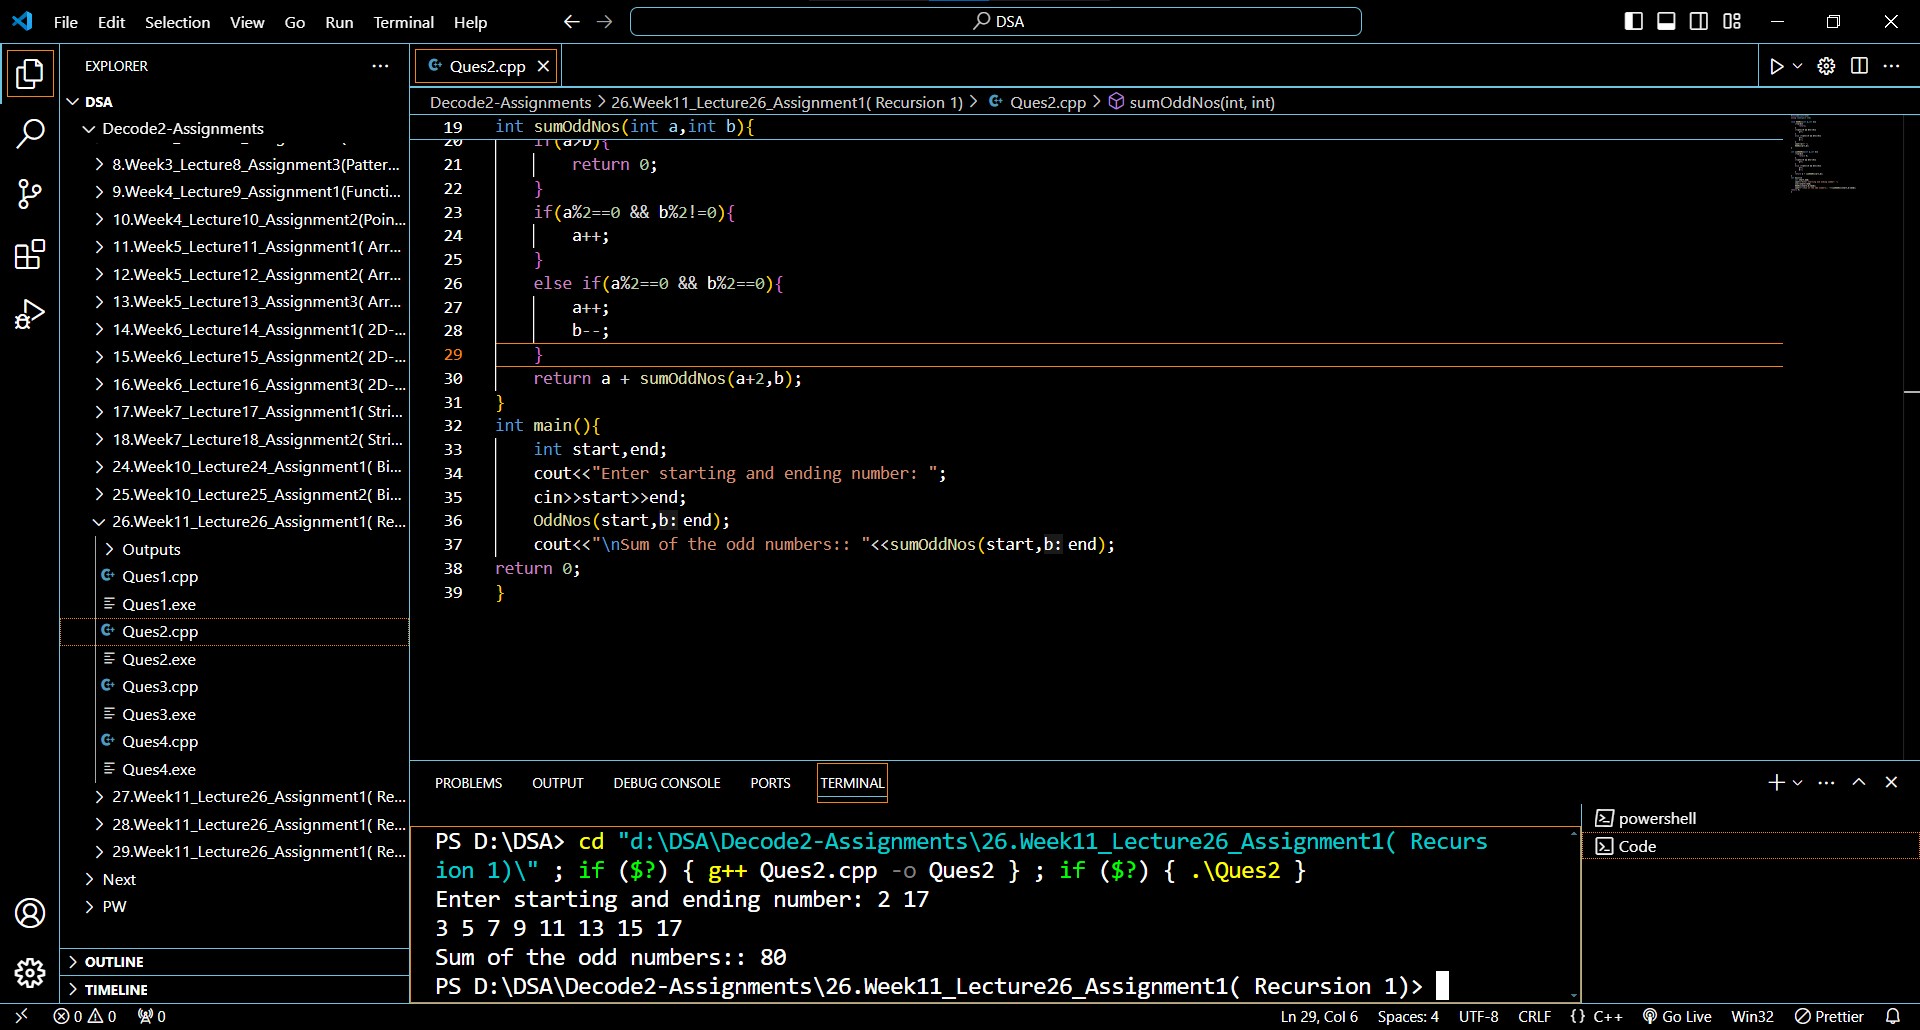 File Edit Selection View Go Run Terminal Help
DSA
EXPLORER
DSA
Decode2-Assignments
8.Week3_Lecture8_Assignment3(Patter...
9.Week4_Lecture9_Assignment1(Functi...
10.Week4_Lecture10_Assignment2(Poin...
11.Week5_Lecture11_Assignment1( Arr...
12.Week5_Lecture12_Assignment2( Arr...
13.Week5_Lecture13_Assignment3( Arr...
14.Week6_Lecture14_Assignment1( 2D-...
15.Week6_Lecture15_Assignment2( 2D-...
16.Week6_Lecture16_Assignment3( 2D-...
17.Week7_Lecture17_Assignment1( Stri...
18.Week7_Lecture18_Assignment2( Stri...
24.Week10_Lecture24_Assignment1( Bi...
25.Week10_Lecture25_Assignment2( Bi...
26.Week11_Lecture26_Assignment1( Re...
Outputs
Ques1.cpp
Ques1.exe
Ques2.cpp
Ques2.exe
Ques3.cpp
Ques3.exe
Ques4.cpp
Ques4.exe
27.Week11_Lecture26_Assignment1( Re...
28.Week11_Lecture26_Assignment1( Re...
29.Week11_Lecture26_Assignment1( Re...
Next
PW
OUTLINE
TIMELINE
Ques2.cpp
Decode2-Assignments > 26.Week11_Lecture26_Assignment1( Recursion 1) > Ques2.cpp > sumOddNos(int, int)
19 int sumOddNos(int a,int b){
20 if(a>b){
21 return 0;
22 }
23 if(a%2==0 && b%2!=0){
24 a++;
25 }
26 else if(a%2==0 && b%2==0){
27 a++;
28 b--;
29 }
30 return a + sumOddNos(a+2,b);
31 }
32 int main(){
33 int start,end;
34 cout<<"Enter starting and ending number: ";
35 cin>>start>>end;
36 OddNos(start,b: end);
37 cout<<"\nSum of the odd numbers:: "<<sumOddNos(start,b: end);
38 return 0;
39 }
PROBLEMS OUTPUT DEBUG CONSOLE PORTS TERMINAL
PS D:\DSA> cd "d:\DSA\Decode2-Assignments\26.Week11_Lecture26_Assignment1( Recurs
ion 1)\" ; if ($?) { g++ Ques2.cpp -o Ques2 } ; if ($?) { .\Ques2 }
Enter starting and ending number: 2 17
3 5 7 9 11 13 15 17
Sum of the odd numbers:: 80
PS D:\DSA\Decode2-Assignments\26.Week11_Lecture26_Assignment1( Recursion 1)>
powershell
Code
0 0 0 Ln 29, Col 6 Spaces: 4 UTF-8 CRLF {} C++ Go Live Win32 Prettier